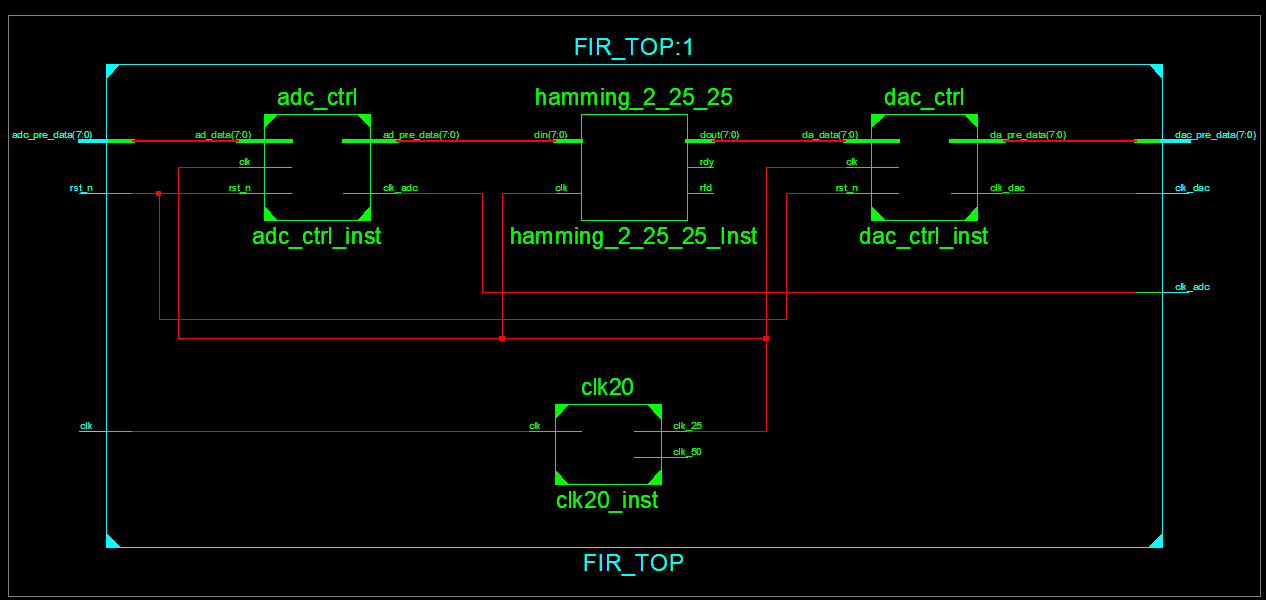 FIR_TOP:1
adc_ctrl
hamming_2_25_25
dac_ctrl
adc_pre_data(7:0)
ad_data(7:0)
ad_pre_data(7:0)
din(7:0)
dout(7:0)
da_data(7:0)
da_pre_data(7:0)
dac_pre_data(7:0)
clk
rdy
clk
rst_n
rst_n
clk_adc
clk
rfd
rst_n
clk_dac
clk_dac
adc_ctrl_inst
hamming_2_25_25_Inst
dac_ctrl_inst
clk_adc
clk20
clk
clk
clk_25
clk_50
clk20_inst
FIR_TOP